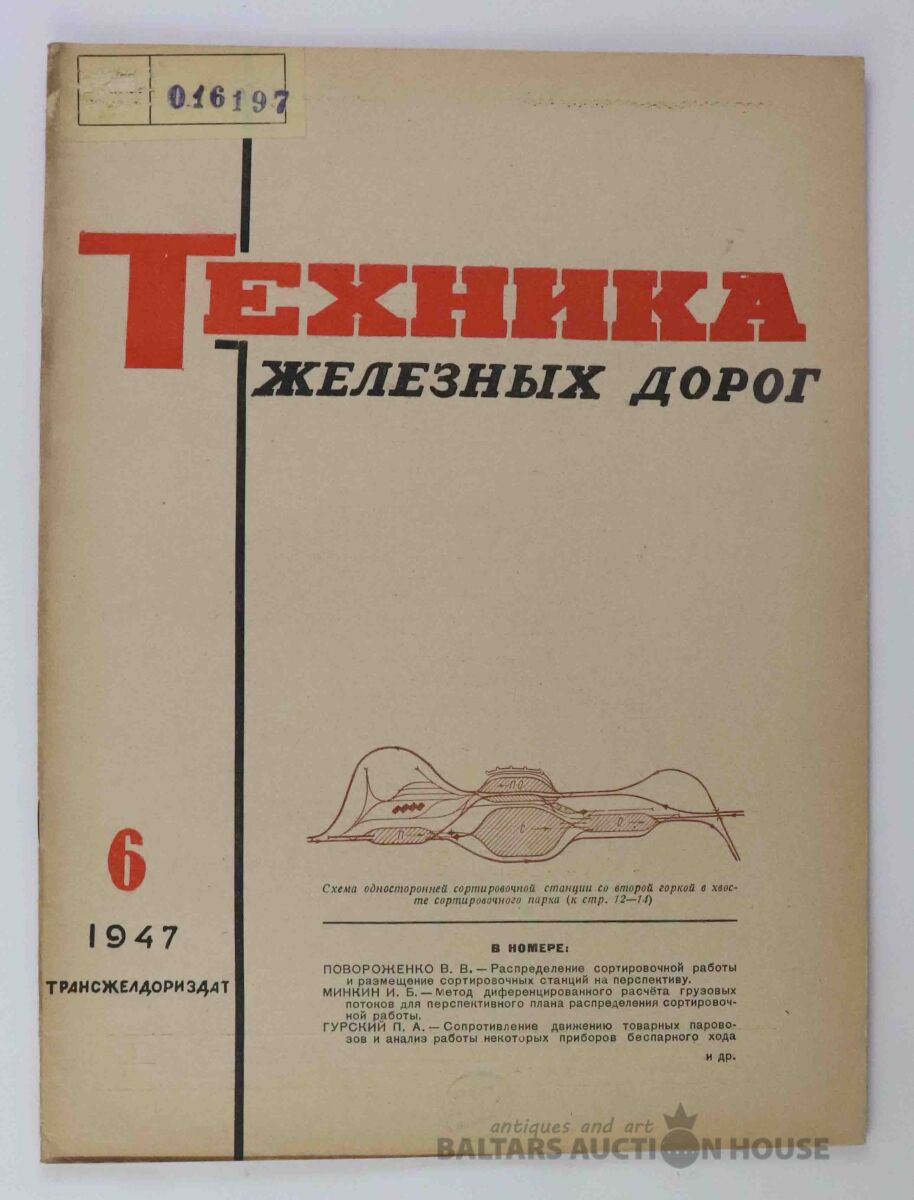 016197
ТЕХНИКА
ЖЕЛЕЗНЫХ ДОРОГ
ПО
П
С
О
6
1947
ТРАНСЖЕЛДОРИЗДАТ
Схема односторонней сортировочной станции со второй горкой в хвос-
те сортировочного парка (к стр. 12—14)
В НОМЕРЕ:
ПОВОРОЖЕНКО В. В. — Распределение сортировочной работы
и размещение сортировочных станций на перспективу.
МИНКИН И. Б. — Метод диференцированного расчёта грузовых
потоков для перспективного плана распределения сортировоч-
ной работы.
ГУРСКИЙ П. А. — Сопротивление движению товарных парово-
зов и анализ работы некоторых приборов беспарного хода
и др.
antiques and art
BALTARS AUCTION HOUSE